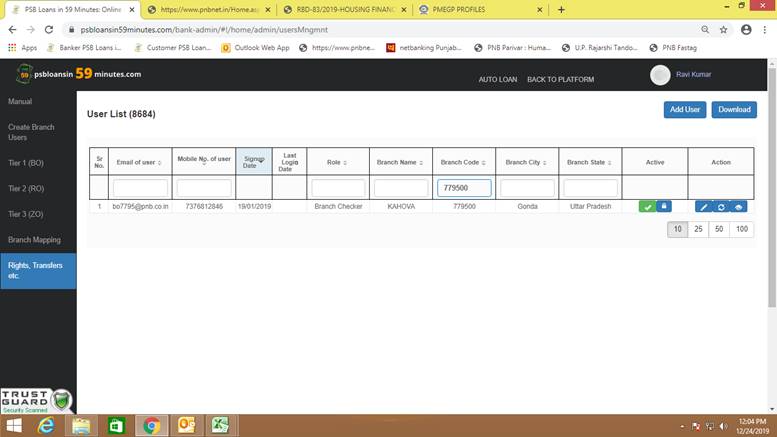 PSB Loans in 59 Minutes: Online
https://www.pnbnet.in/Home.as
RBD-83/2019-HOUSING FINANC
PMEGP PROFILES
psbloansin59minutes.com/bank-admin/#!/home/admin/usersMngmnt
Apps
Banker PSB Loans i...
Customer PSB Loan...
Outlook Web App
https://www.pnbne...
netbanking Punjab...
PNB Parivar : Huma...
U.P. Rajarshi Tando...
PNB Fastag
psbloansin 59 minutes.com
AUTO LOAN
BACK TO PLATFORM
Ravi Kumar
Manual
Create Branch
Users
Tier 1 (BO)
Tier 2 (RO)
Tier 3 (ZO)
Branch Mapping
Rights, Transfers
etc.
User List (8684)
Add User
Download
Sr No.
Email of user
Mobile No. of user
Signup Date
Last Login Date
Role
Branch Name
Branch Code
Branch City
Branch State
Active
Action
779500
1 bo7795@pnb.co.in 7376812846 19/01/2019 Branch Checker KAHOVA 779500 Gonda Uttar Pradesh
10 25 50 100
TRUST
GUARD
Security Scanned
12:04 PM
12/24/2019